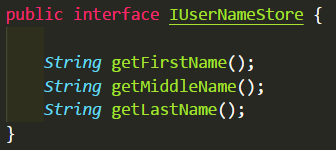 public interface IUserNameStore {
String getFirstName();
String getMiddleName();
String getLastName();
}